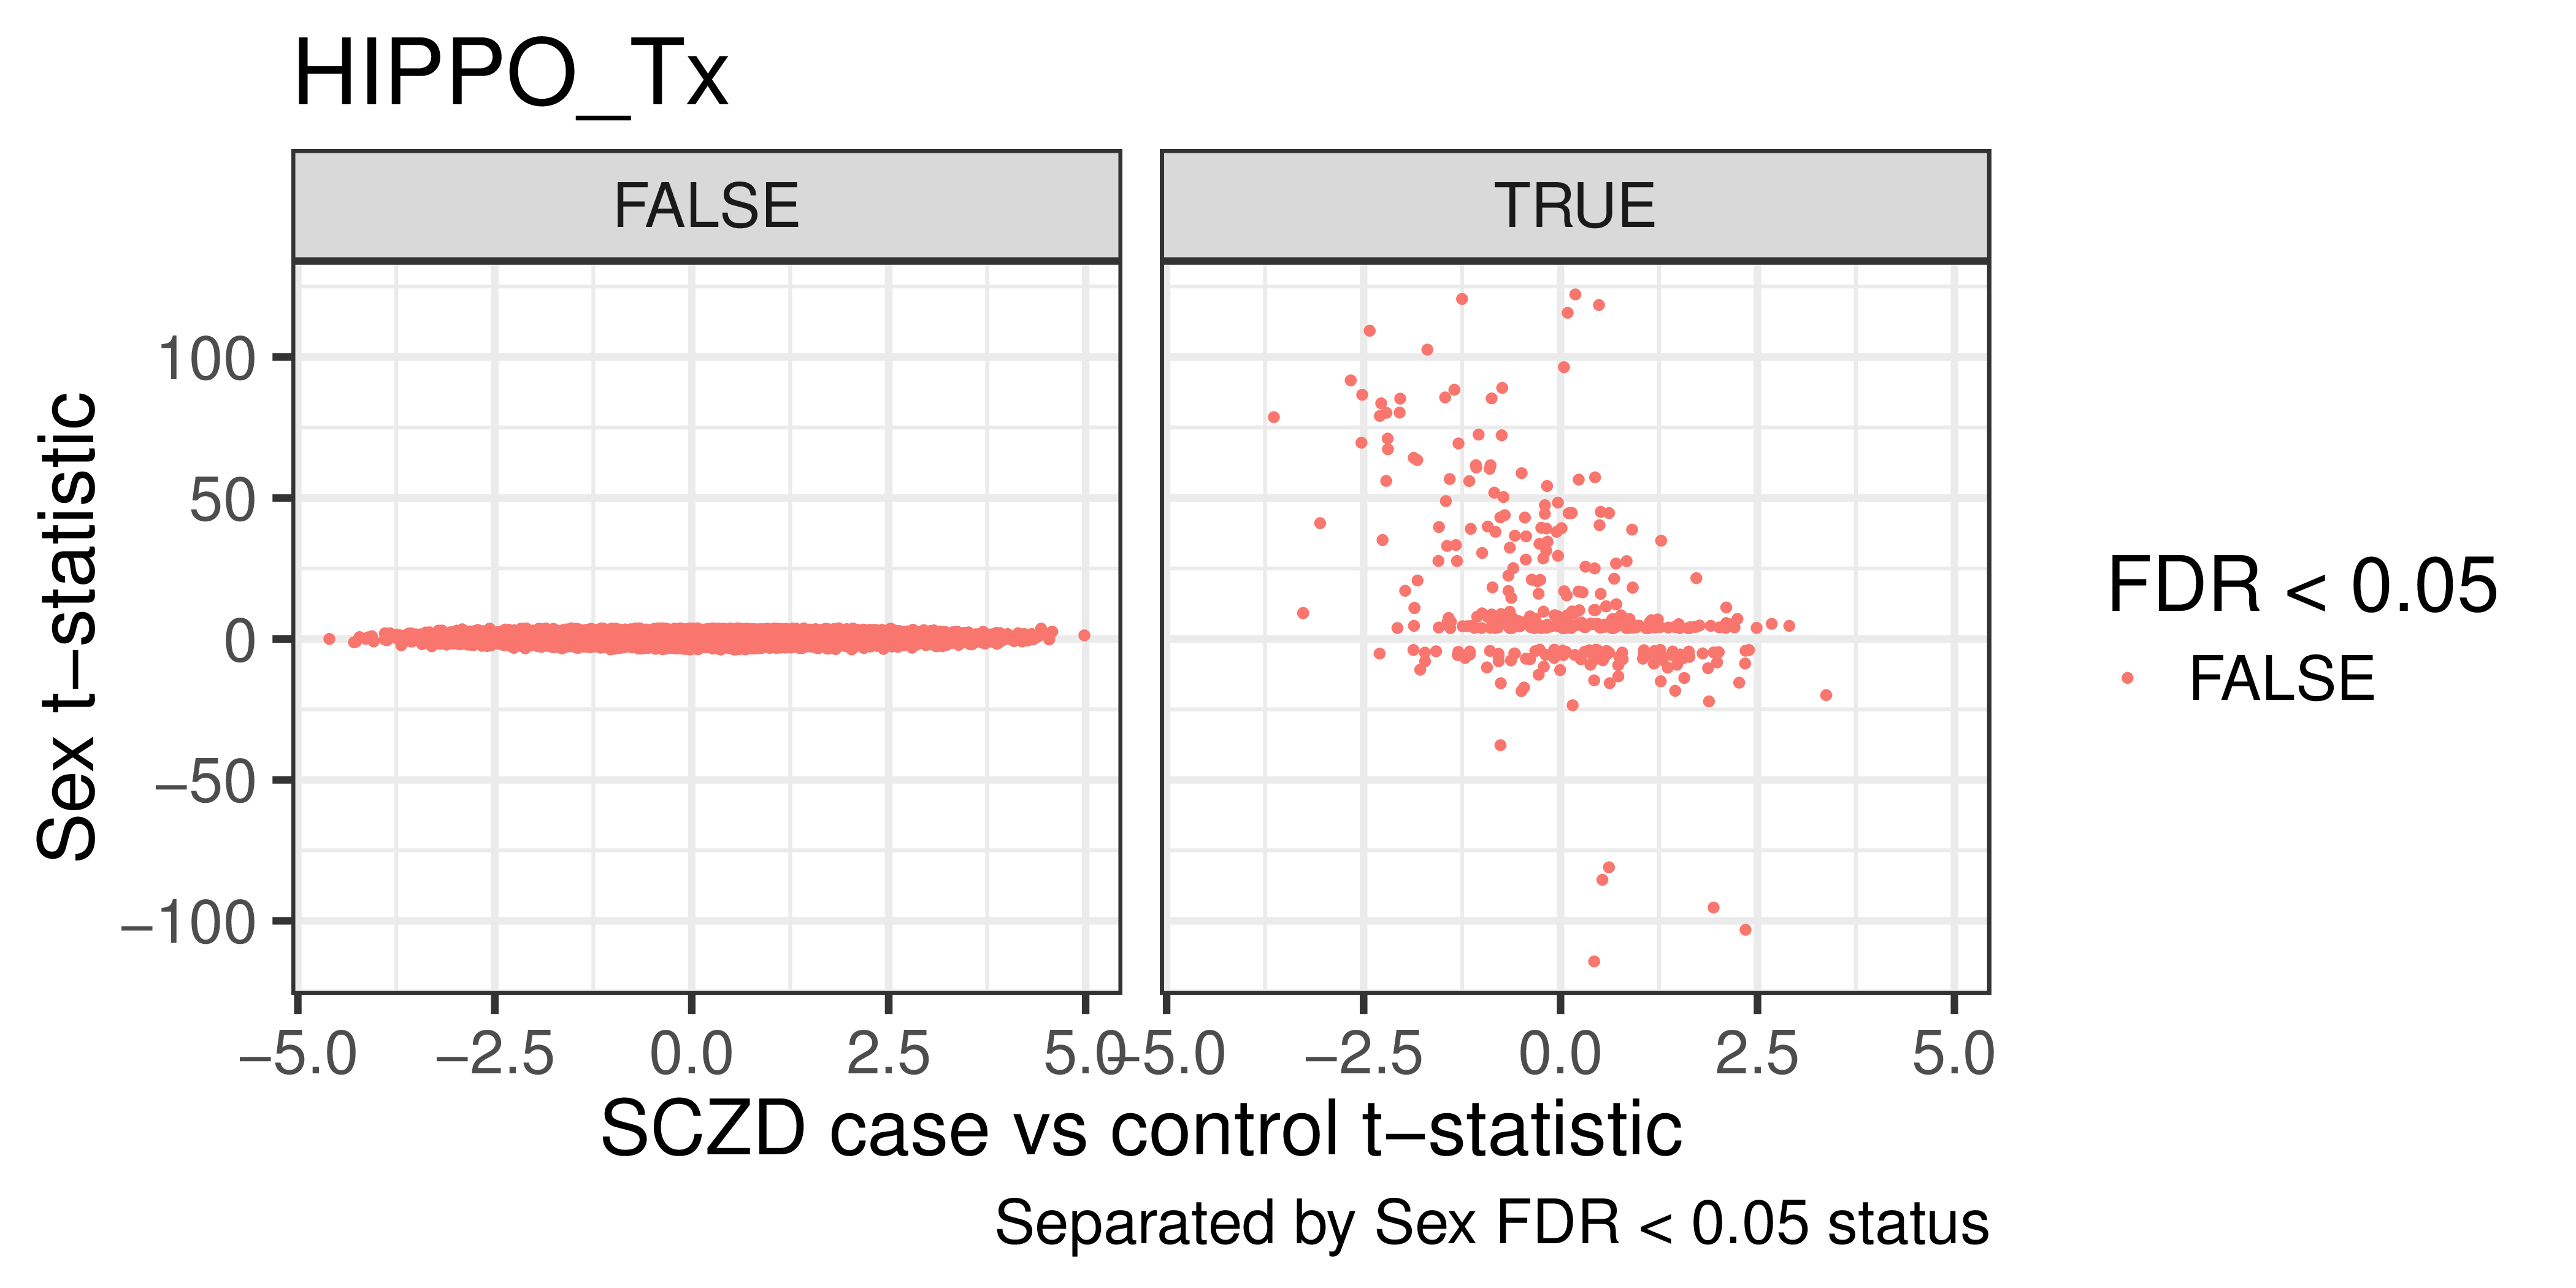 HIPPO_Tx
FALSE
TRUE
Sex t−statistic
100
50
0
−50
−100
−5.0
−2.5
0.0
2.5
5.0
−5.0
−2.5
0.0
2.5
5.0
SCZD case vs control t−statistic
Separated by Sex FDR < 0.05 status
FDR < 0.05
FALSE